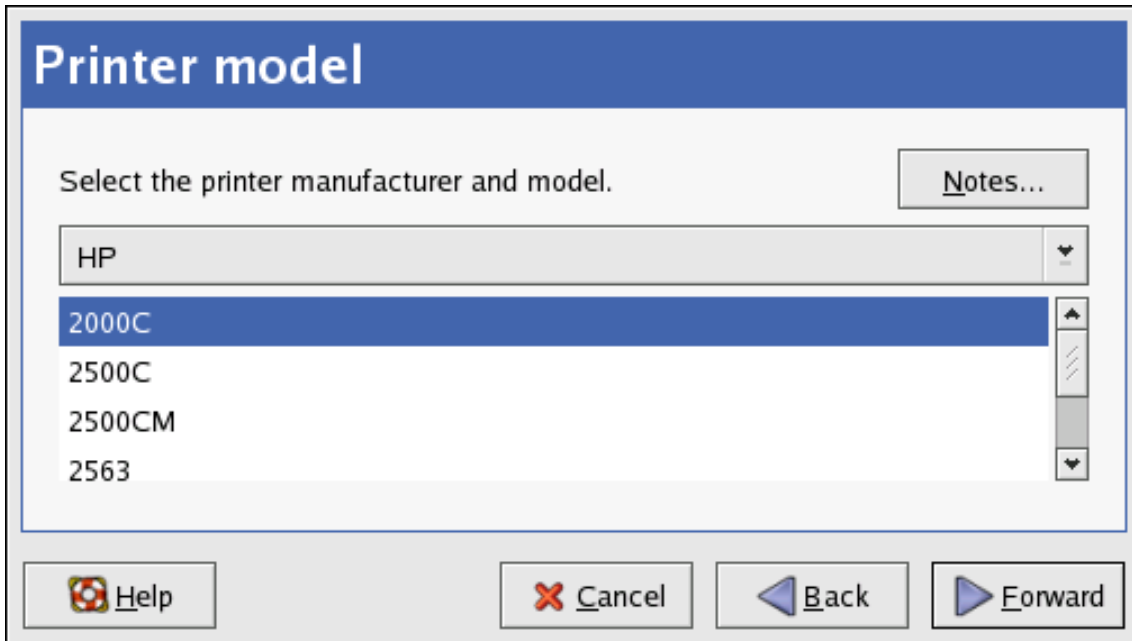 Printer model
Select the printer manufacturer and model.
Notes...
HP
2000C
2500C
2500CM
2563
Help
Cancel
Back
Forward